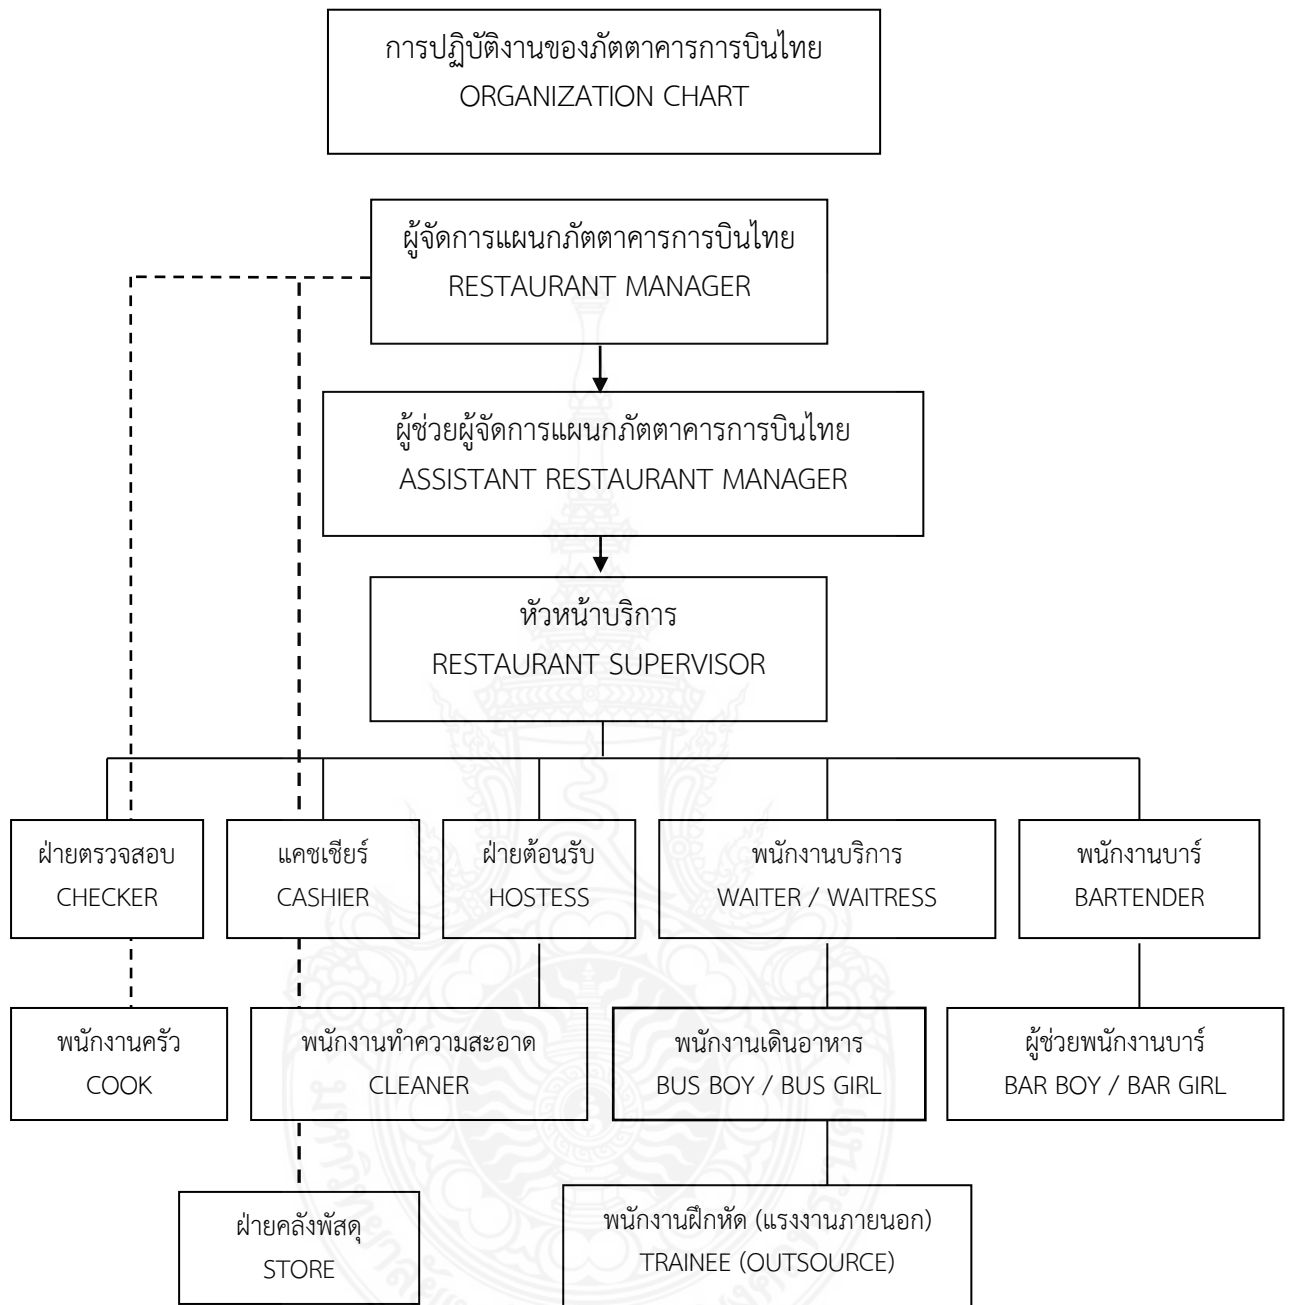 การปฏิบัติงานของภัตตาคารการบินไทย
ORGANIZATION CHART
ผู้จัดการแผนกภัตตาคารการบินไทย
RESTAURANT MANAGER
ผู้ช่วยผู้จัดการแผนกภัตตาคารการบินไทย
ASSISTANT RESTAURANT MANAGER
หัวหน้าบริการ
RESTAURANT SUPERVISOR
ฝ่ายตรวจสอบ
CHECKER
แคชเชียร์
CASHIER
ฝ่ายต้อนรับ
HOSTESS
พนักงานบริการ
WAITER / WAITRESS
พนักงานบาร์
BARTENDER
พนักงานครัว
COOK
พนักงานทำความสะอาด
CLEANER
พนักงานเดินอาหาร
BUS BOY / BUS GIRL
ผู้ช่วยพนักงานบาร์
BAR BOY / BAR GIRL
ฝ่ายคลังพัสดุ
STORE
พนักงานฝึกหัด (แรงงานภายนอก)
TRAINEE (OUTSOURCE)